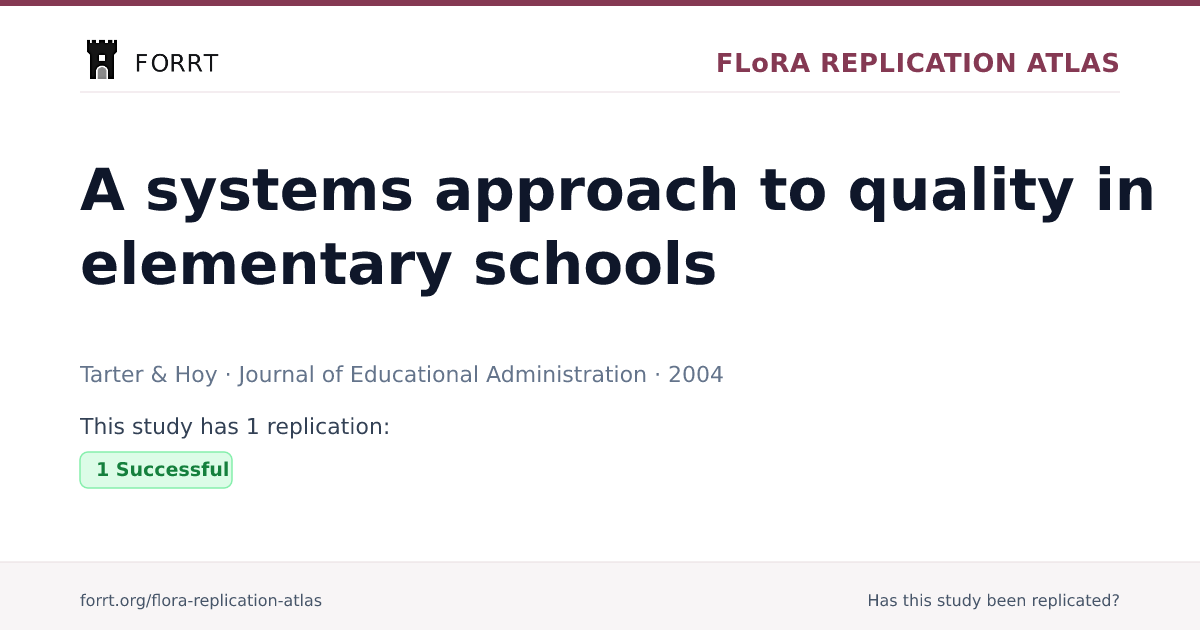 FORRT
FLoRA REPLICATION ATLAS
A systems approach to quality in
elementary schools
Tarter & Hoy · Journal of Educational Administration · 2004
This study has 1 replication:
1 Successful
forrt.org/flora-replication-atlas
Has this study been replicated?